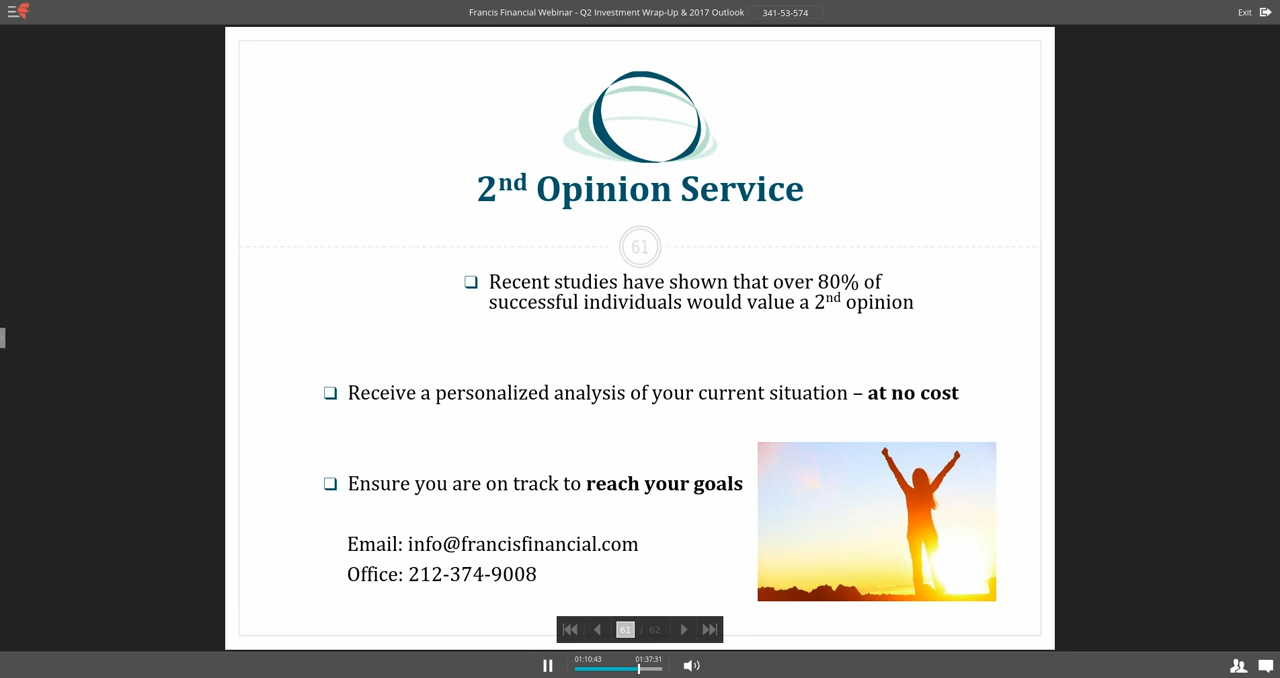 Francis Financial Webinar - Q2 Investment Wrap-Up & 2017 Outlook 341-53-574 Exit
2nd Opinion Service
61
❑ Recent studies have shown that over 80% of
successful individuals would value a 2nd opinion
❑ Receive a personalized analysis of your current situation – at no cost
❑ Ensure you are on track to reach your goals
Email: info@francisfinancial.com
Office: 212-374-9008
61 / 62
01:10:43 01:37:31